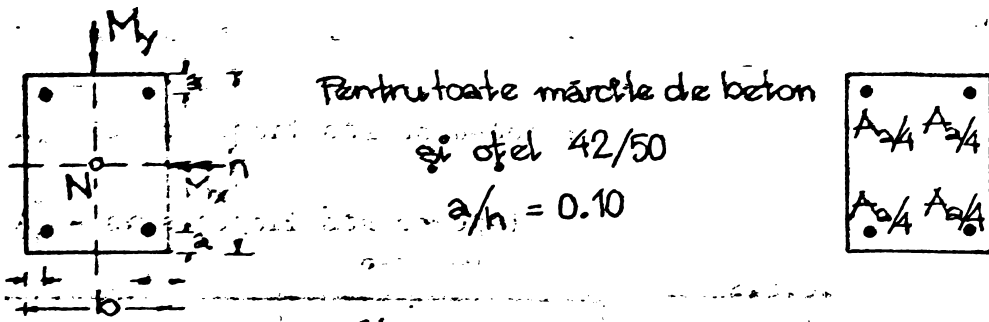 My
Pentru toate mărcile de beton
și oțel 42/50
a/h = 0.10
N
a
h
a
b
Aa/4 Aa/4
Aa/4 Aa/4